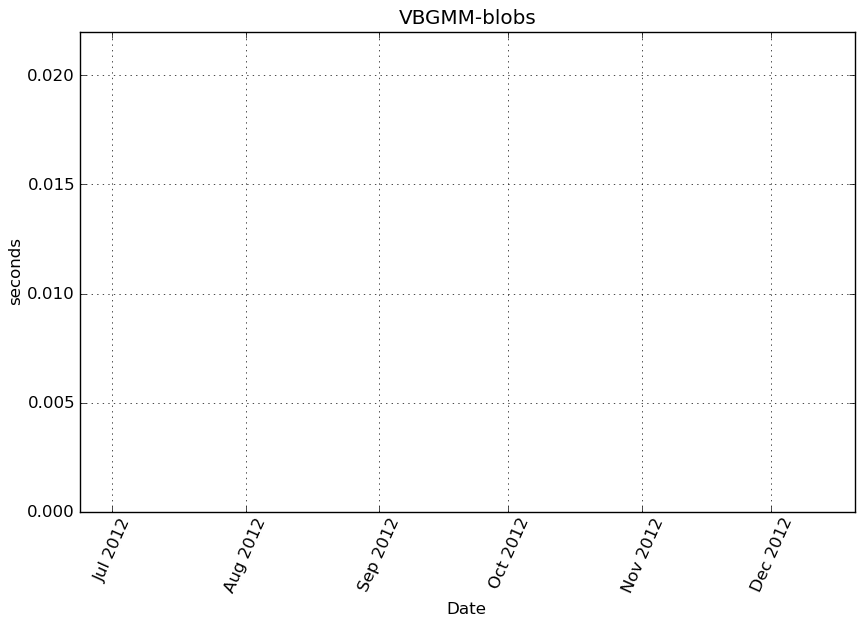 VBGMM-blobs
0.020
0.015
0.010
0.005
0.000
seconds
Jul 2012
Aug 2012
Sep 2012
Oct 2012
Nov 2012
Dec 2012
Date